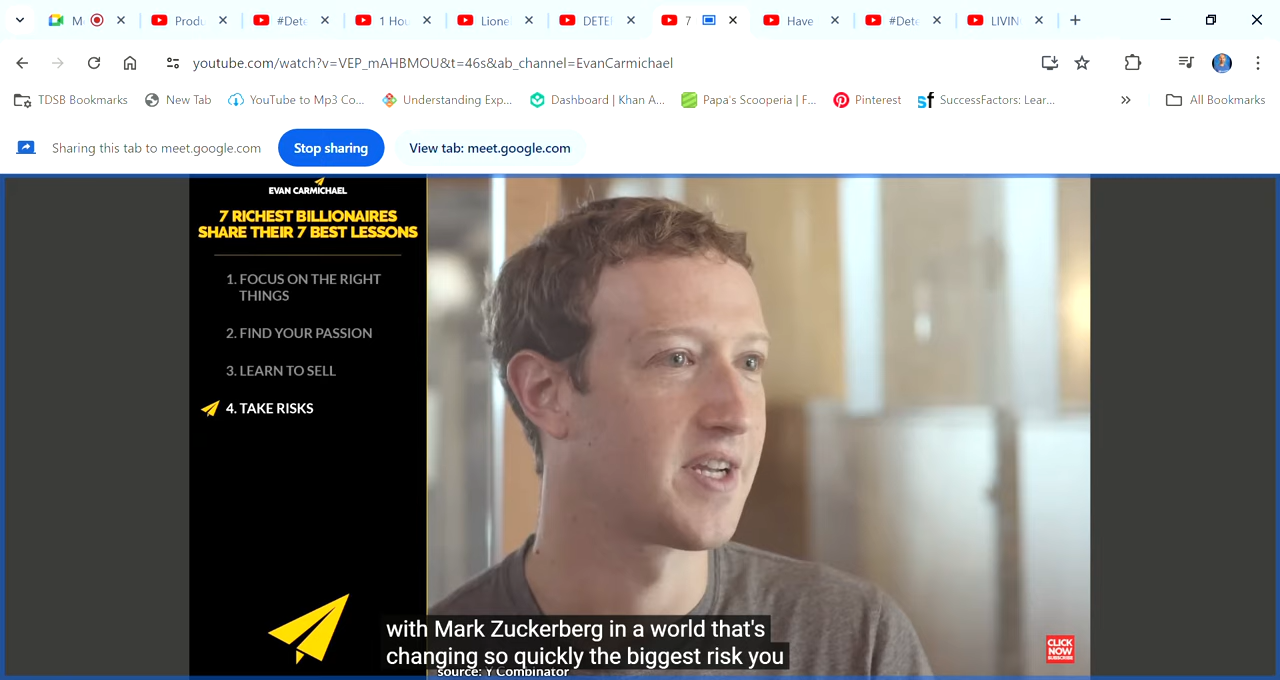 M
Produ
#Dete
1 Hou
Lione
DETE
7
Have
#Dete
LIVIN
youtube.com/watch?v=VEP_mAHBMOU&t=46s&ab_channel=EvanCarmichael
TDSB Bookmarks
New Tab
YouTube to Mp3 Co...
Understanding Exp...
Dashboard | Khan A...
Papa's Scooperia | F...
Pinterest
sf SuccessFactors: Lear...
All Bookmarks
Sharing this tab to meet.google.com
Stop sharing
View tab: meet.google.com
EVAN CARMICHAEL
7 RICHEST BILLIONAIRES
SHARE THEIR 7 BEST LESSONS
1. FOCUS ON THE RIGHT
THINGS
2. FIND YOUR PASSION
3. LEARN TO SELL
4. TAKE RISKS
with Mark Zuckerberg in a world that's
changing so quickly the biggest risk you
source: Y Combinator
CLICK
NOW
SUBSCRIBE